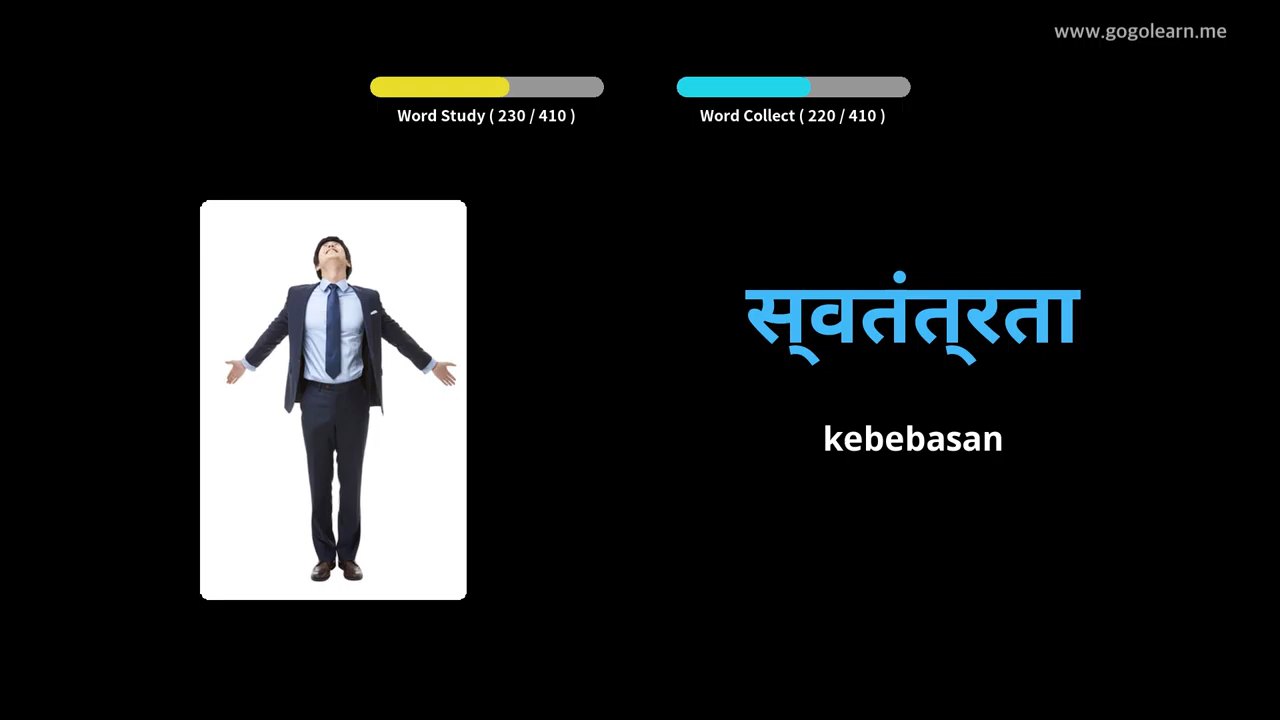 www.gogolearn.me
Word Study ( 230 / 410 )
Word Collect ( 220 / 410 )
स्वतंत्रता
kebebasan